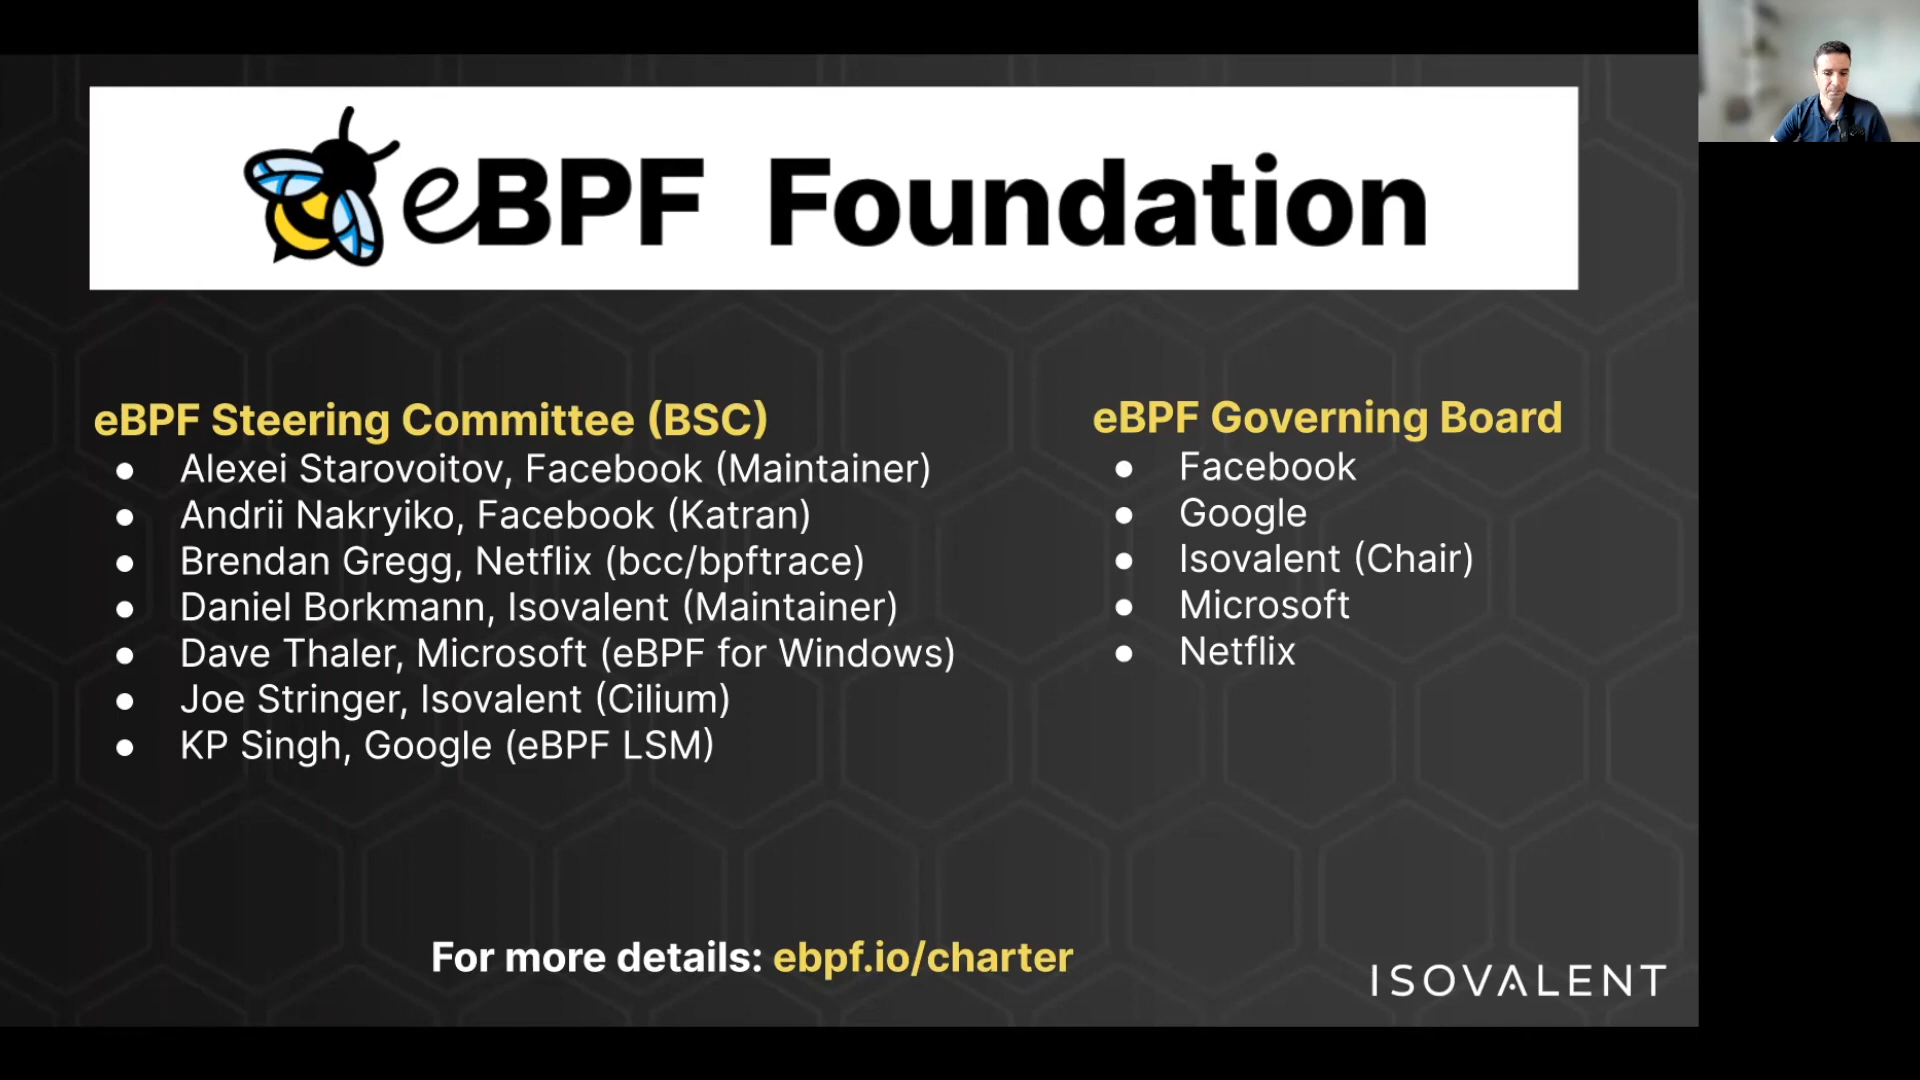 eBPF Foundation
eBPF Steering Committee (BSC)
● Alexei Starovoitov, Facebook (Maintainer)
● Andrii Nakryiko, Facebook (Katran)
● Brendan Gregg, Netflix (bcc/bpftrace)
● Daniel Borkmann, Isovalent (Maintainer)
● Dave Thaler, Microsoft (eBPF for Windows)
● Joe Stringer, Isovalent (Cilium)
● KP Singh, Google (eBPF LSM)
eBPF Governing Board
● Facebook
● Google
● Isovalent (Chair)
● Microsoft
● Netflix
For more details: ebpf.io/charter
ISOVALENT